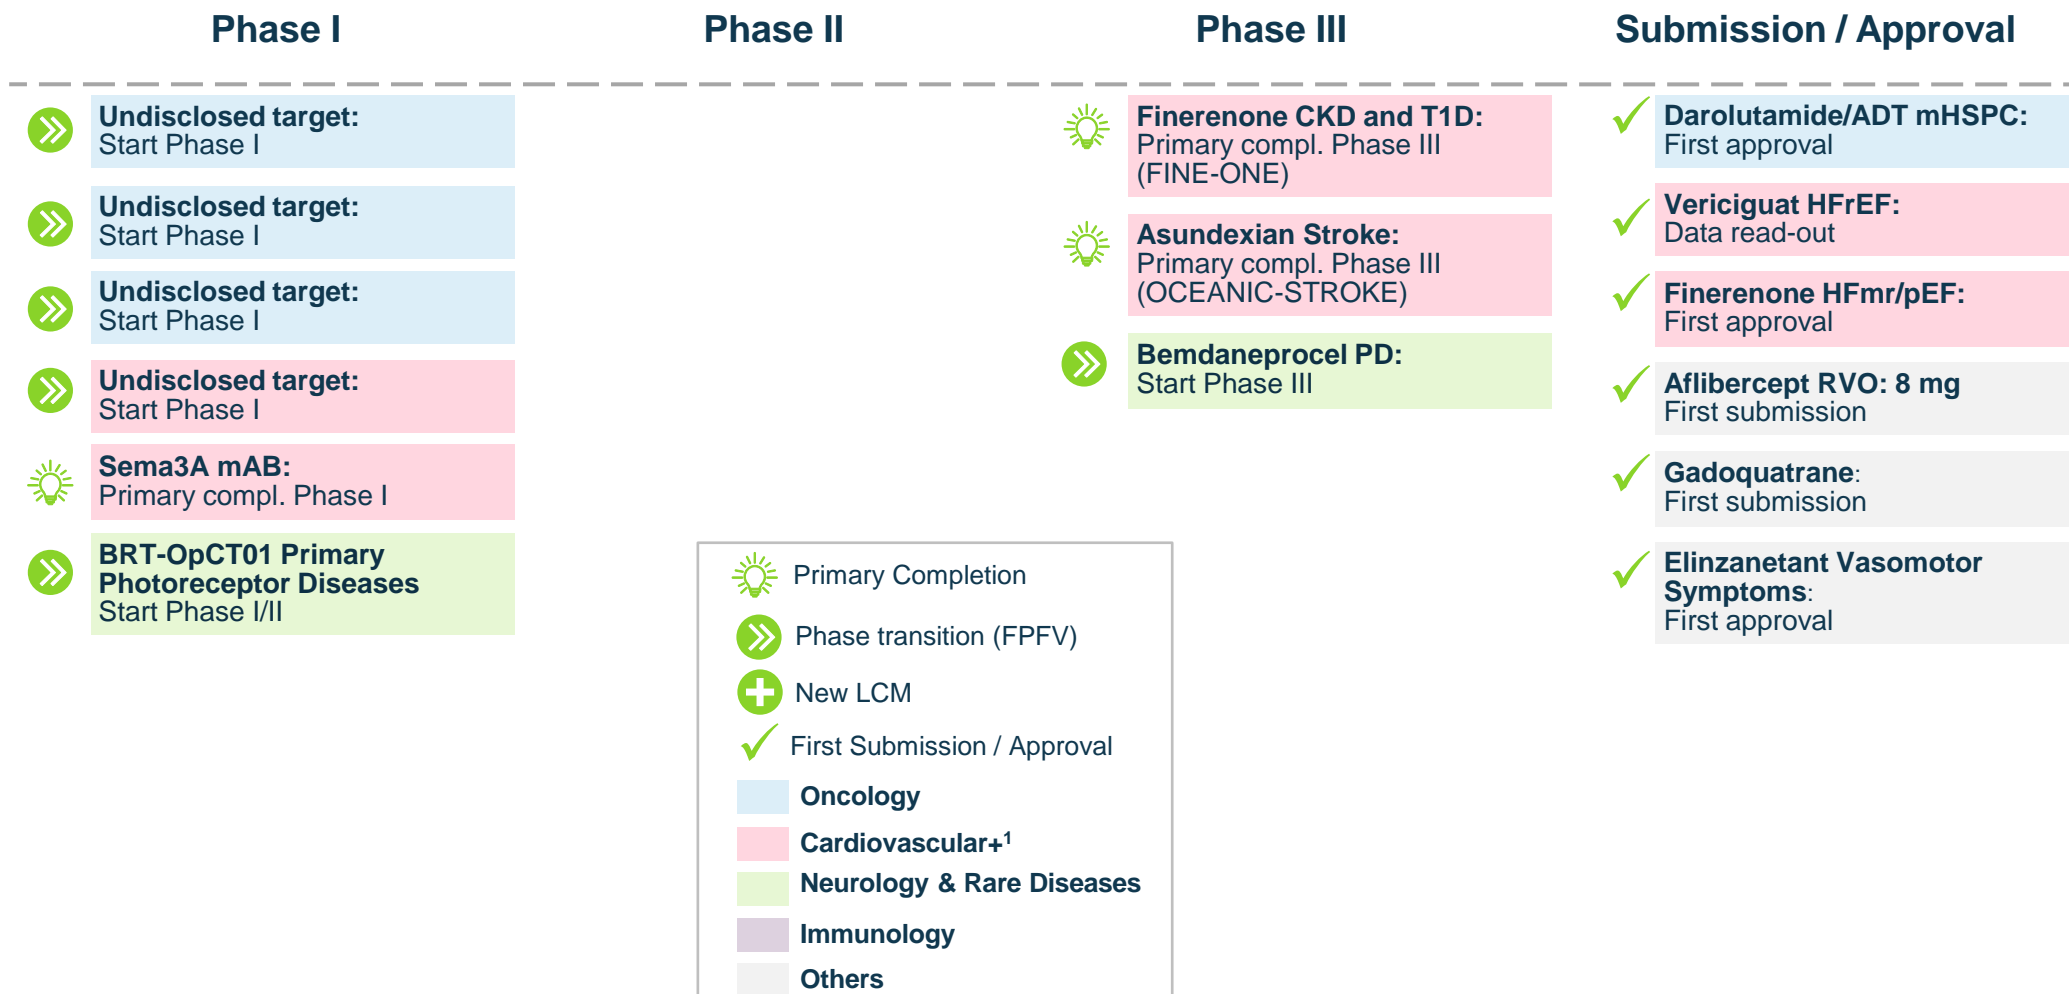 Phase I
Phase II
Phase III
Submission / Approval
Undisclosed target:
Start Phase I
Undisclosed target:
Start Phase I
Undisclosed target:
Start Phase I
Undisclosed target:
Start Phase I
Sema3A mAB:
Primary compl. Phase I
BRT-OpCT01 Primary
Photoreceptor Diseases
Start Phase I/II
Finerenone CKD and T1D:
Primary compl. Phase III
(FINE-ONE)
Asundexian Stroke:
Primary compl. Phase III
(OCEANIC-STROKE)
Bemdaneprocel PD:
Start Phase III
Darolutamide/ADT mHSPC:
First approval
Vericiguat HFrEF:
Data read-out
Finerenone HFmr/pEF:
First approval
Aflibercept RVO: 8 mg
First submission
Gadoquatrane:
First submission
Elinzanetant Vasomotor
Symptoms:
First approval
Primary Completion
Phase transition (FPFV)
New LCM
First Submission / Approval
Oncology
Cardiovascular+¹
Neurology & Rare Diseases
Immunology
Others